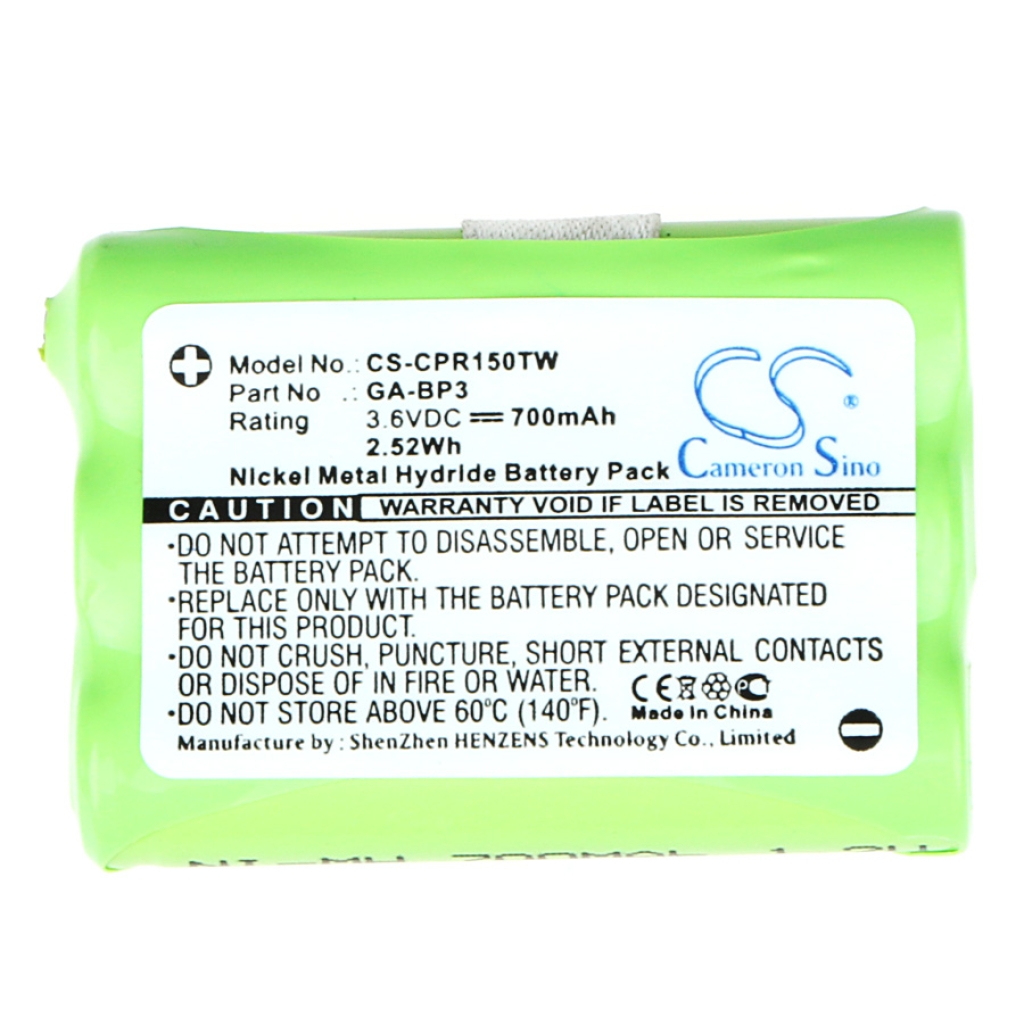 Model No.: CS-CPR150TW
Part No .: GA-BP3
Rating 3.6VDC 700mAh
2.52Wh
Nickel Metal Hydride Battery Pack
CS ®
Cameron Sino
CAUTION WARRANTY VOID IF LABEL IS REMOVED
·DO NOT ATTEMPT TO DISASSEMBLE, OPEN OR SERVICE
THE BATTERY PACK.
·REPLACE ONLY WITH THE BATTERY PACK DESIGNATED
FOR THIS PRODUCT.
·DO NOT CRUSH, PUNCTURE, SHORT EXTERNAL CONTACTS
OR DISPOSE OF IN FIRE OR WATER.
·DO NOT STORE ABOVE 60°C (140°F).
CE
Made In China
Manufacture by : ShenZhen HENZENS Technology Co., Limited